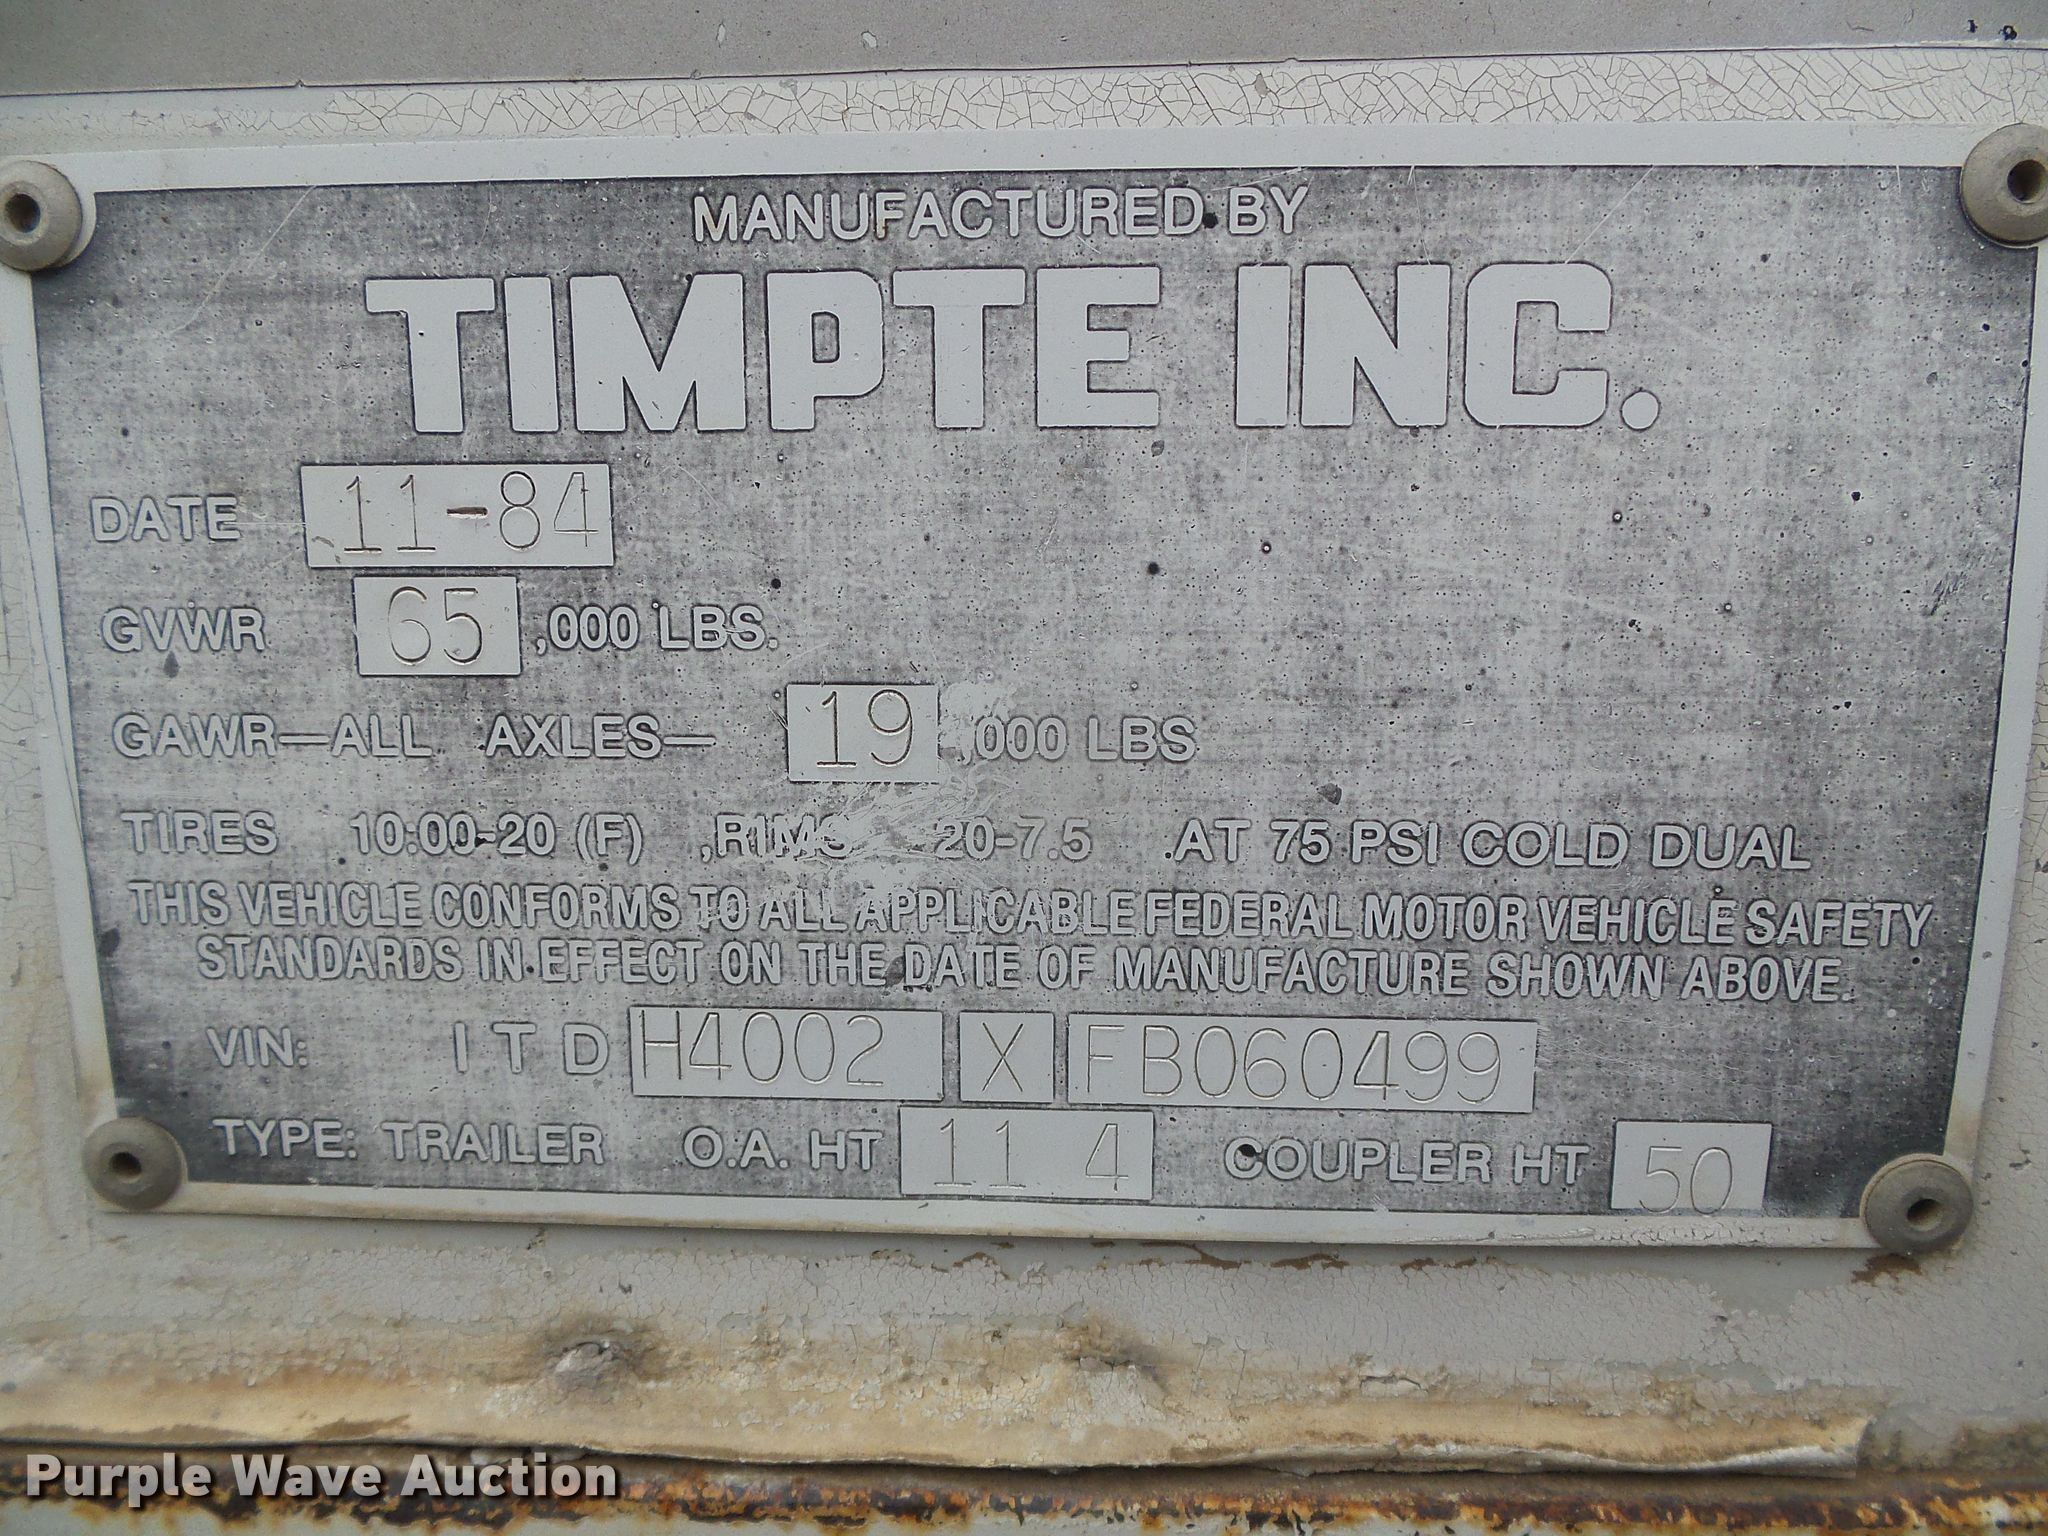 MANUFACTURED BY
TIMPTE INC.
DATE 11-84
GVWR 65 ,000 LBS.
GAWR—ALL AXLES— 19 ,000 LBS
TIRES 10:00-20 (F) ,RIMS 20-7.5 .AT 75 PSI COLD DUAL
THIS VEHICLE CONFORMS TO ALL APPLICABLE FEDERAL MOTOR VEHICLE SAFETY
STANDARDS IN EFFECT ON THE DATE OF MANUFACTURE SHOWN ABOVE.
VIN: ITD H4002 X FB060499
TYPE: TRAILER O.A. HT 11 4 COUPLER HT 50
Purple Wave Auction